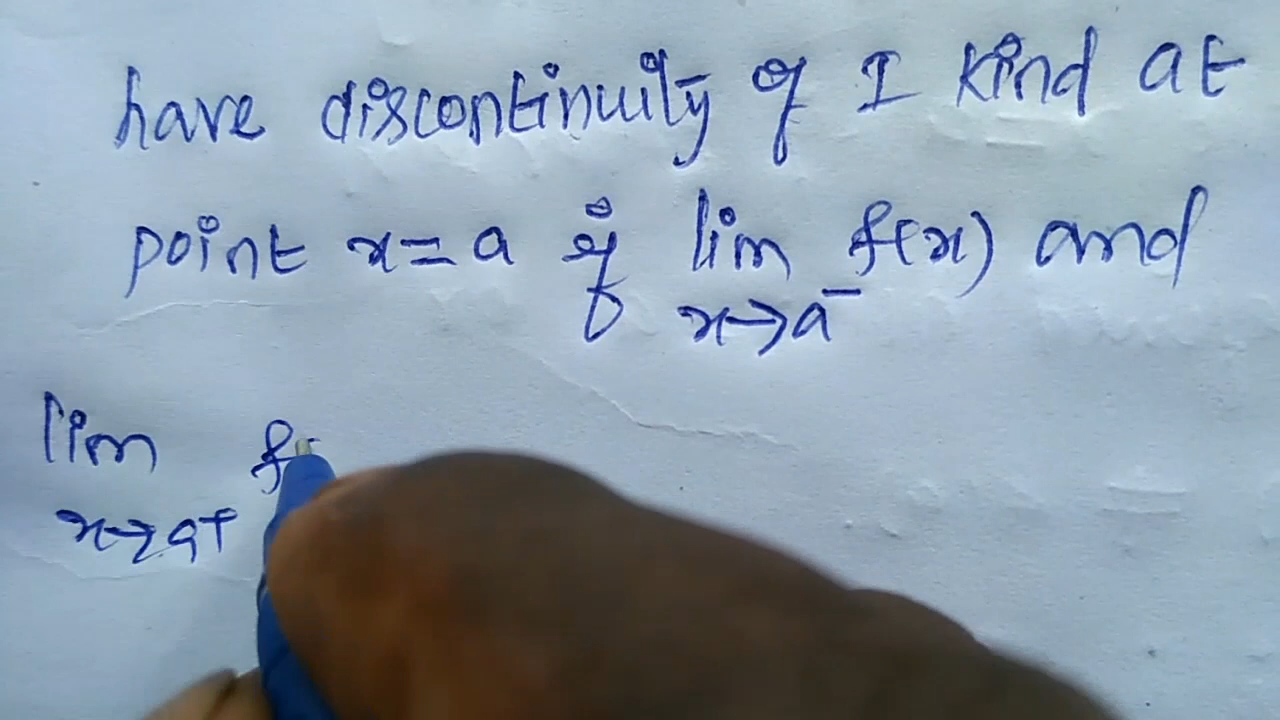 have discontinuity of I kind at
point x = a if lim f(x) and
x→a⁻
lim f
x→a⁺